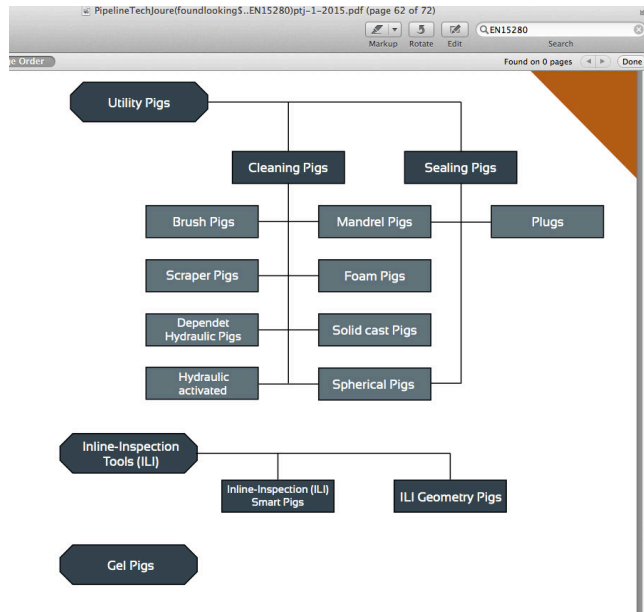 PipelineTechJoure(foundlooking$..EN15280)ptj-1-2015.pdf (page 62 of 72)
EN15280
Markup Rotate Edit Search
ge Order Found on 0 pages Done
Utility Pigs
Cleaning Pigs Sealing Pigs
Brush Pigs Mandrel Pigs Plugs
Scraper Pigs Foam Pigs
Dependet
Hydraulic Pigs
Solid cast Pigs
Hydraulic
activated
Spherical Pigs
Inline-Inspection
Tools (ILI)
Inline-Inspection (ILI)
Smart Pigs
ILI Geometry Pigs
Gel Pigs